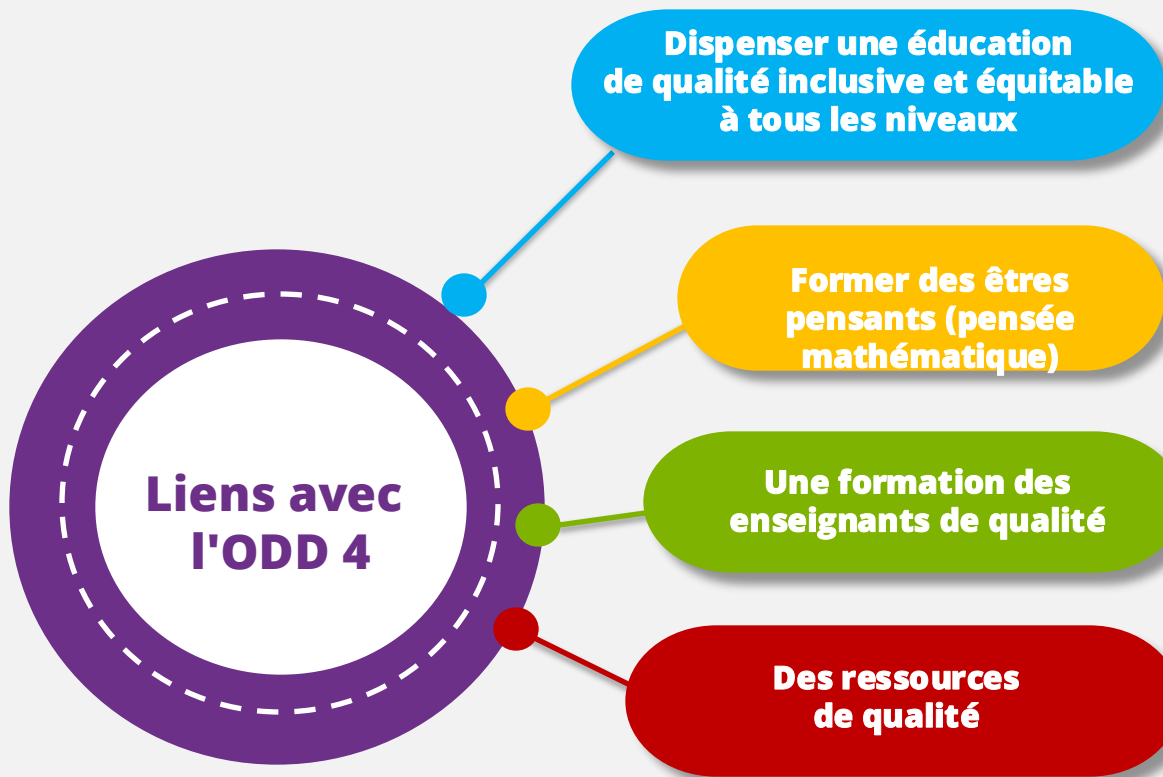 Dispenser une éducation
de qualité inclusive et équitable
à tous les niveaux
Former des êtres
pensants (pensée
mathématique)
Liens avec
l'ODD 4
Une formation des
enseignants de qualité
Des ressources
de qualité